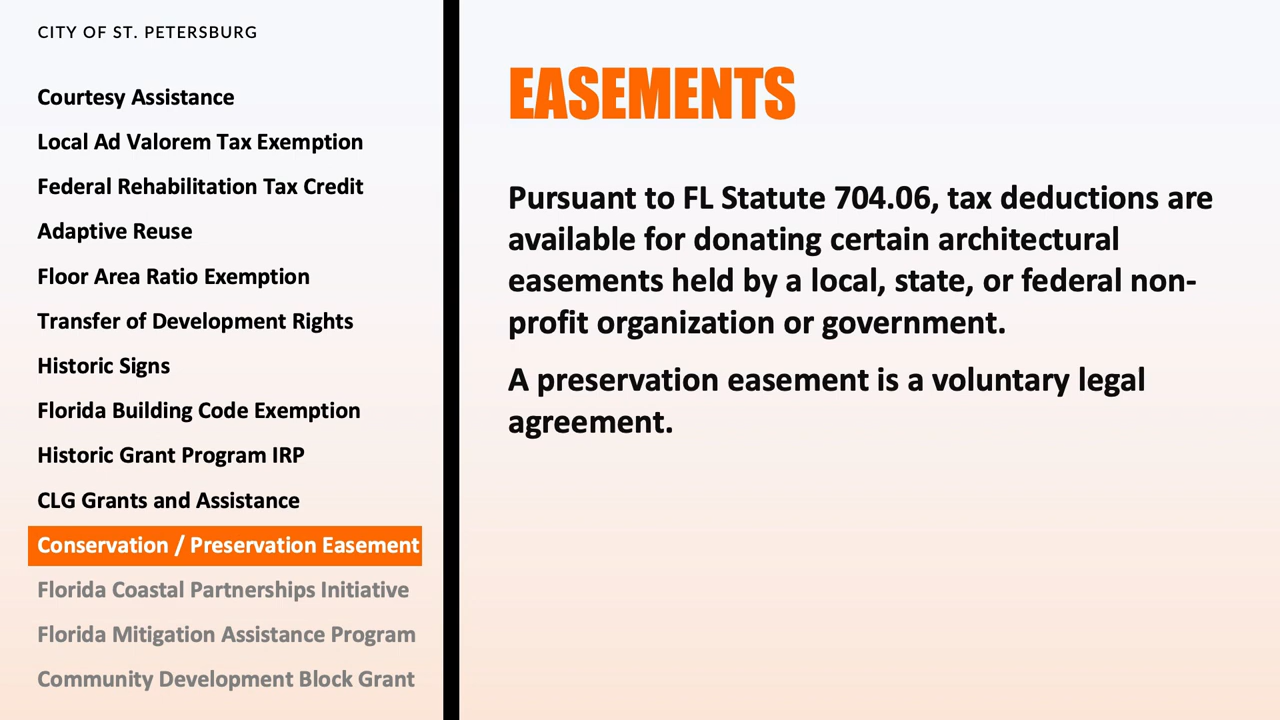 CITY OF ST. PETERSBURG
Courtesy Assistance
Local Ad Valorem Tax Exemption
Federal Rehabilitation Tax Credit
Adaptive Reuse
Floor Area Ratio Exemption
Transfer of Development Rights
Historic Signs
Florida Building Code Exemption
Historic Grant Program IRP
CLG Grants and Assistance
Conservation / Preservation Easement
Florida Coastal Partnerships Initiative
Florida Mitigation Assistance Program
Community Development Block Grant
EASEMENTS
Pursuant to FL Statute 704.06, tax deductions are
available for donating certain architectural
easements held by a local, state, or federal non-
profit organization or government.
A preservation easement is a voluntary legal
agreement.